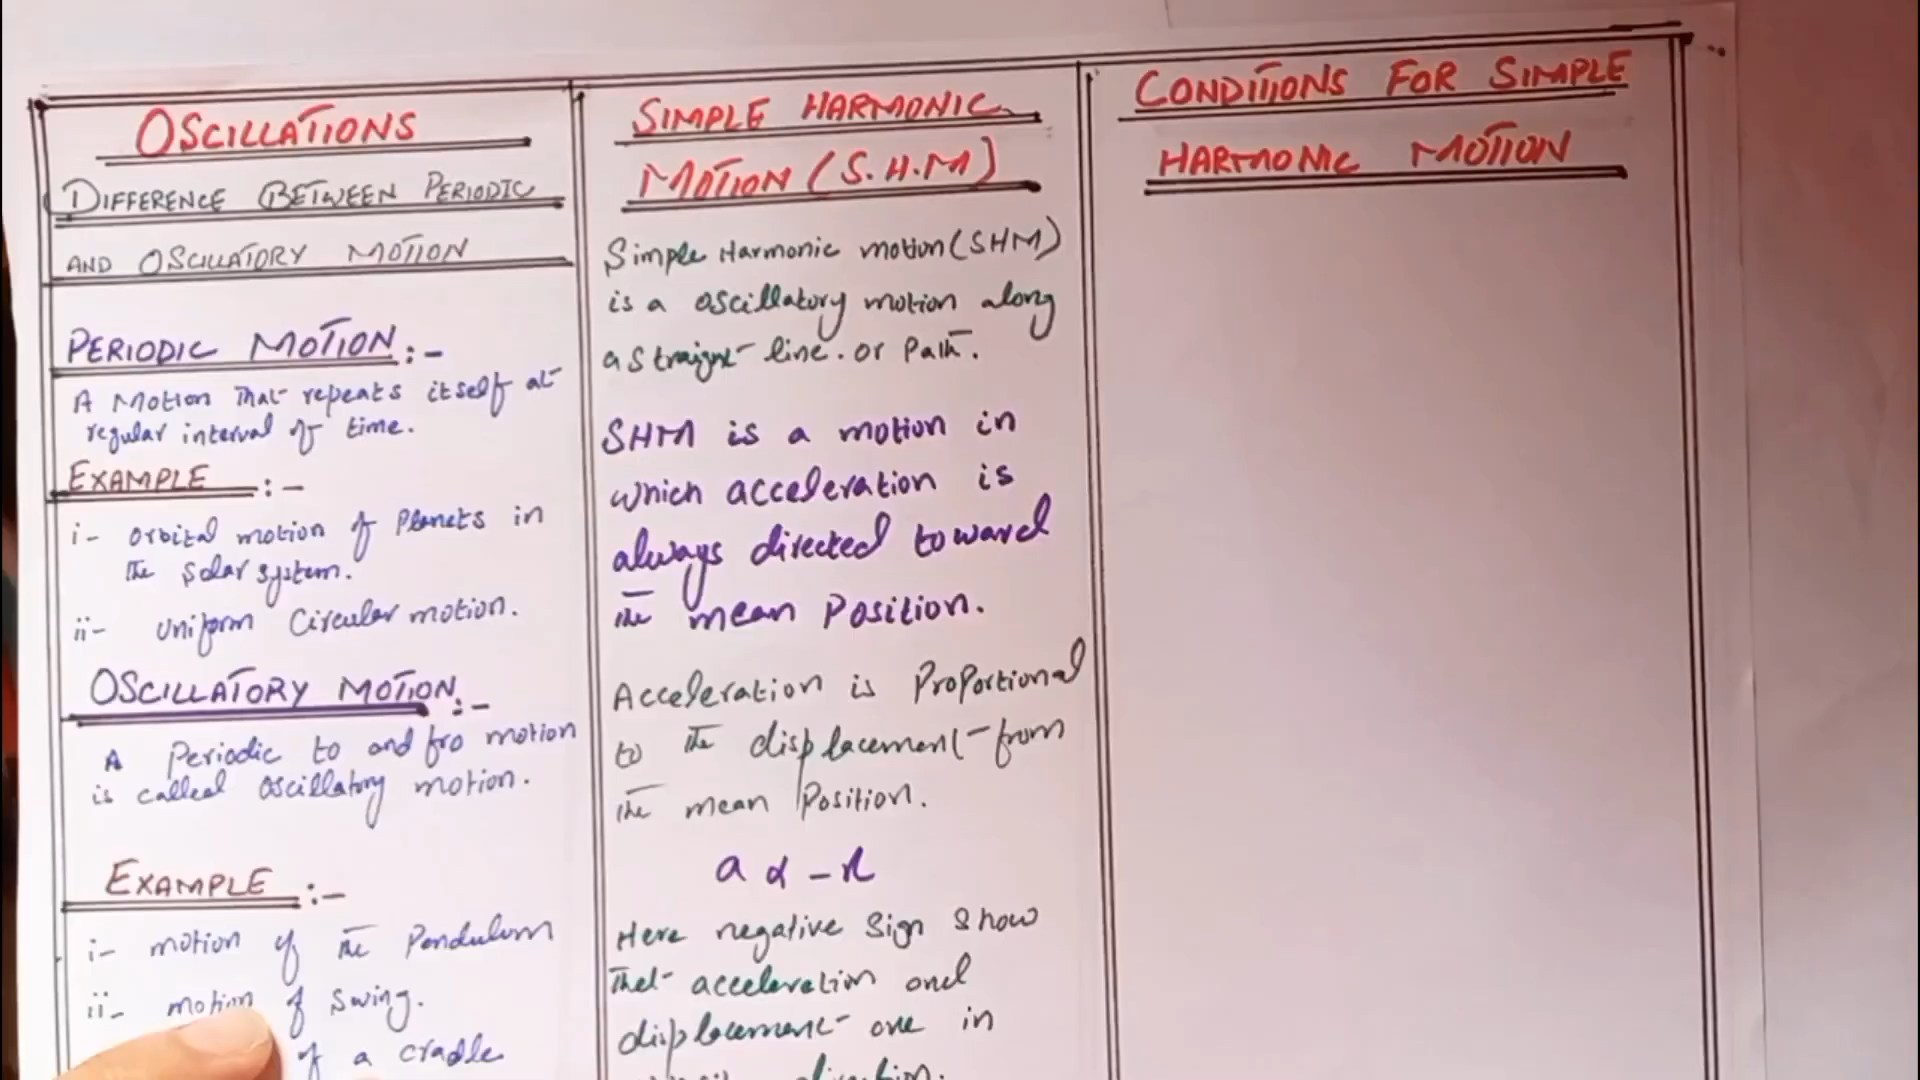 OSCILLATIONS
DIFFERENCE BETWEEN PERIODIC
AND OSCILLATORY MOTION
PERIODIC MOTION :-
A Motion That repeats itself at
regular interval of time.
EXAMPLE :-
i- orbital motion of Planets in
the solar system.
ii- uniform Circular motion.
OSCILLATORY MOTION :-
A Periodic to and fro motion
is called oscillatory motion.
EXAMPLE :-
i- motion of the Pendulum
ii- motion of swing.
of a cradle
SIMPLE HARMONIC
MOTION (S.H.M)
Simple Harmonic motion (SHM)
is a oscillatory motion along
a straight line. or Path.
SHM is a motion in
which acceleration is
always directed toward
the mean Position.
Acceleration is Proportional
to the displacement from
the mean Position.
a α -x
Here negative Sign Show
That acceleration and
displacement are in
direction.
CONDITIONS FOR SIMPLE
HARMONIC MOTION